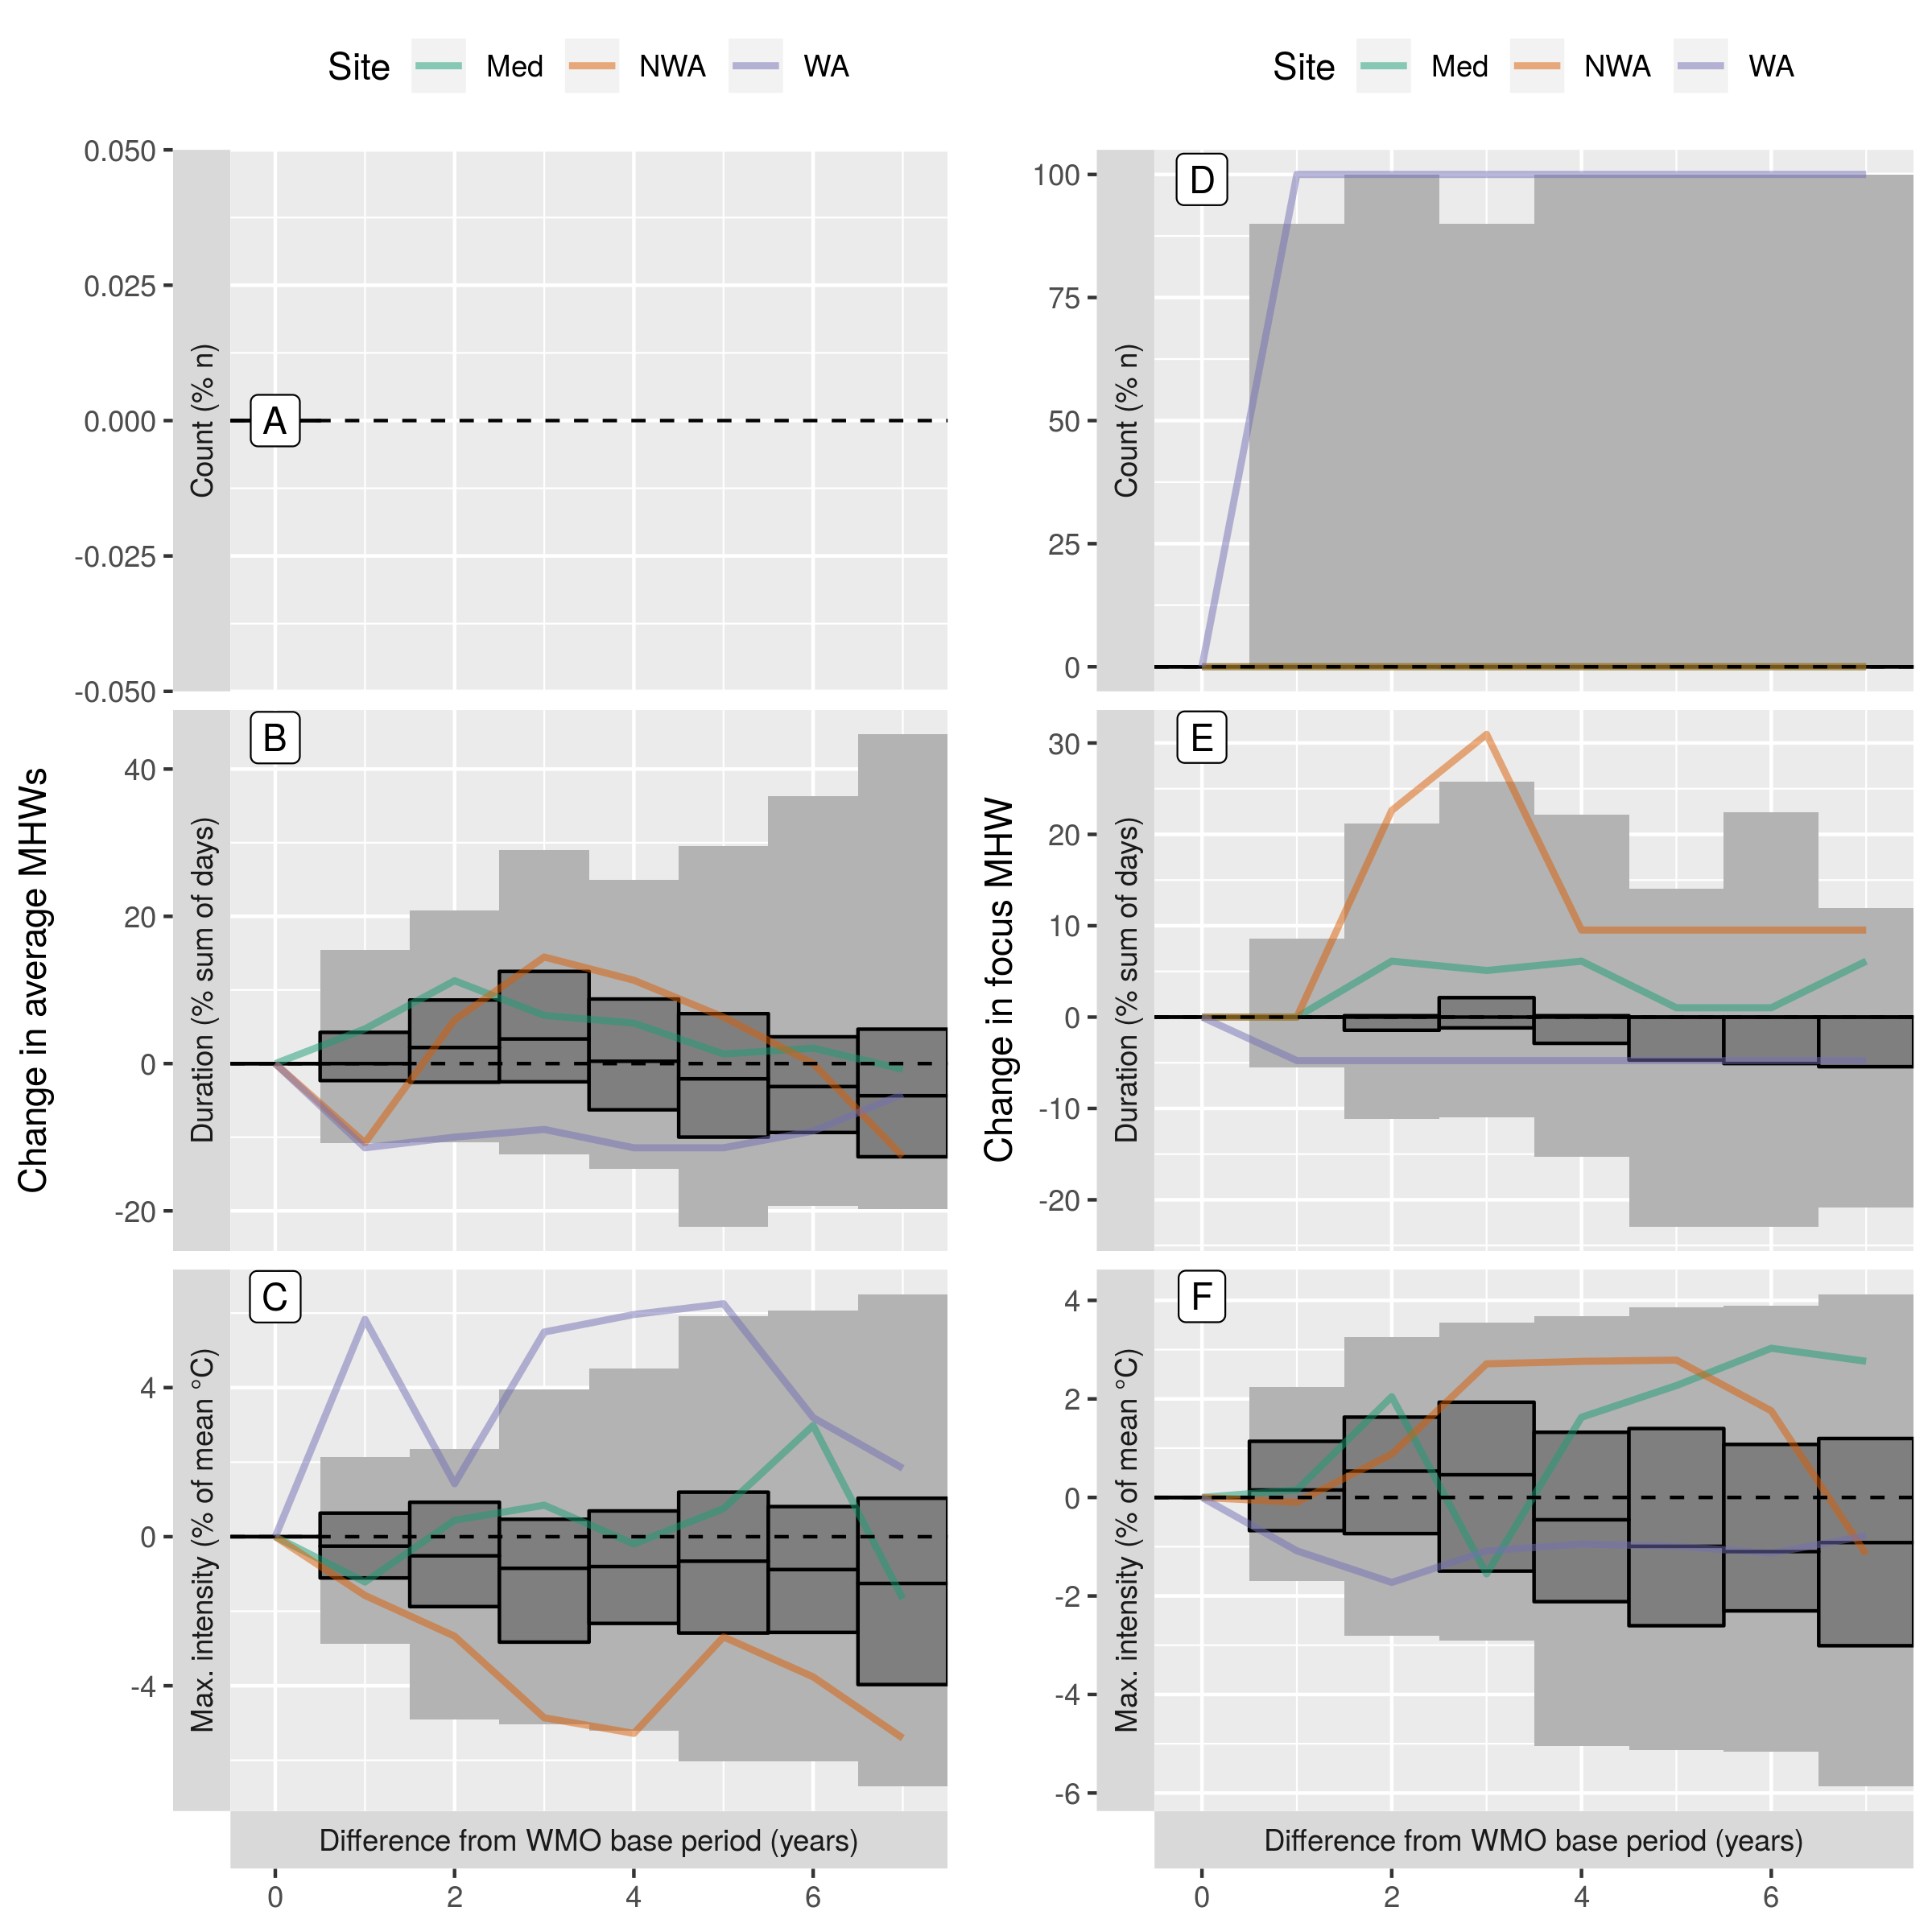 Site Med NWA WA
Site Med NWA WA
Change in average MHWs
Count (% n)
0.050
0.025
0.000
-0.025
-0.050
A
Duration (% sum of days)
40
20
0
-20
B
Max. intensity (% of mean °C)
4
0
-4
C
Difference from WMO base period (years)
0 2 4 6
Change in focus MHW
Count (% n)
100
75
50
25
0
D
Duration (% sum of days)
30
20
10
0
-10
-20
E
Max. intensity (% of mean °C)
4
2
0
-2
-4
-6
F
Difference from WMO base period (years)
0 2 4 6